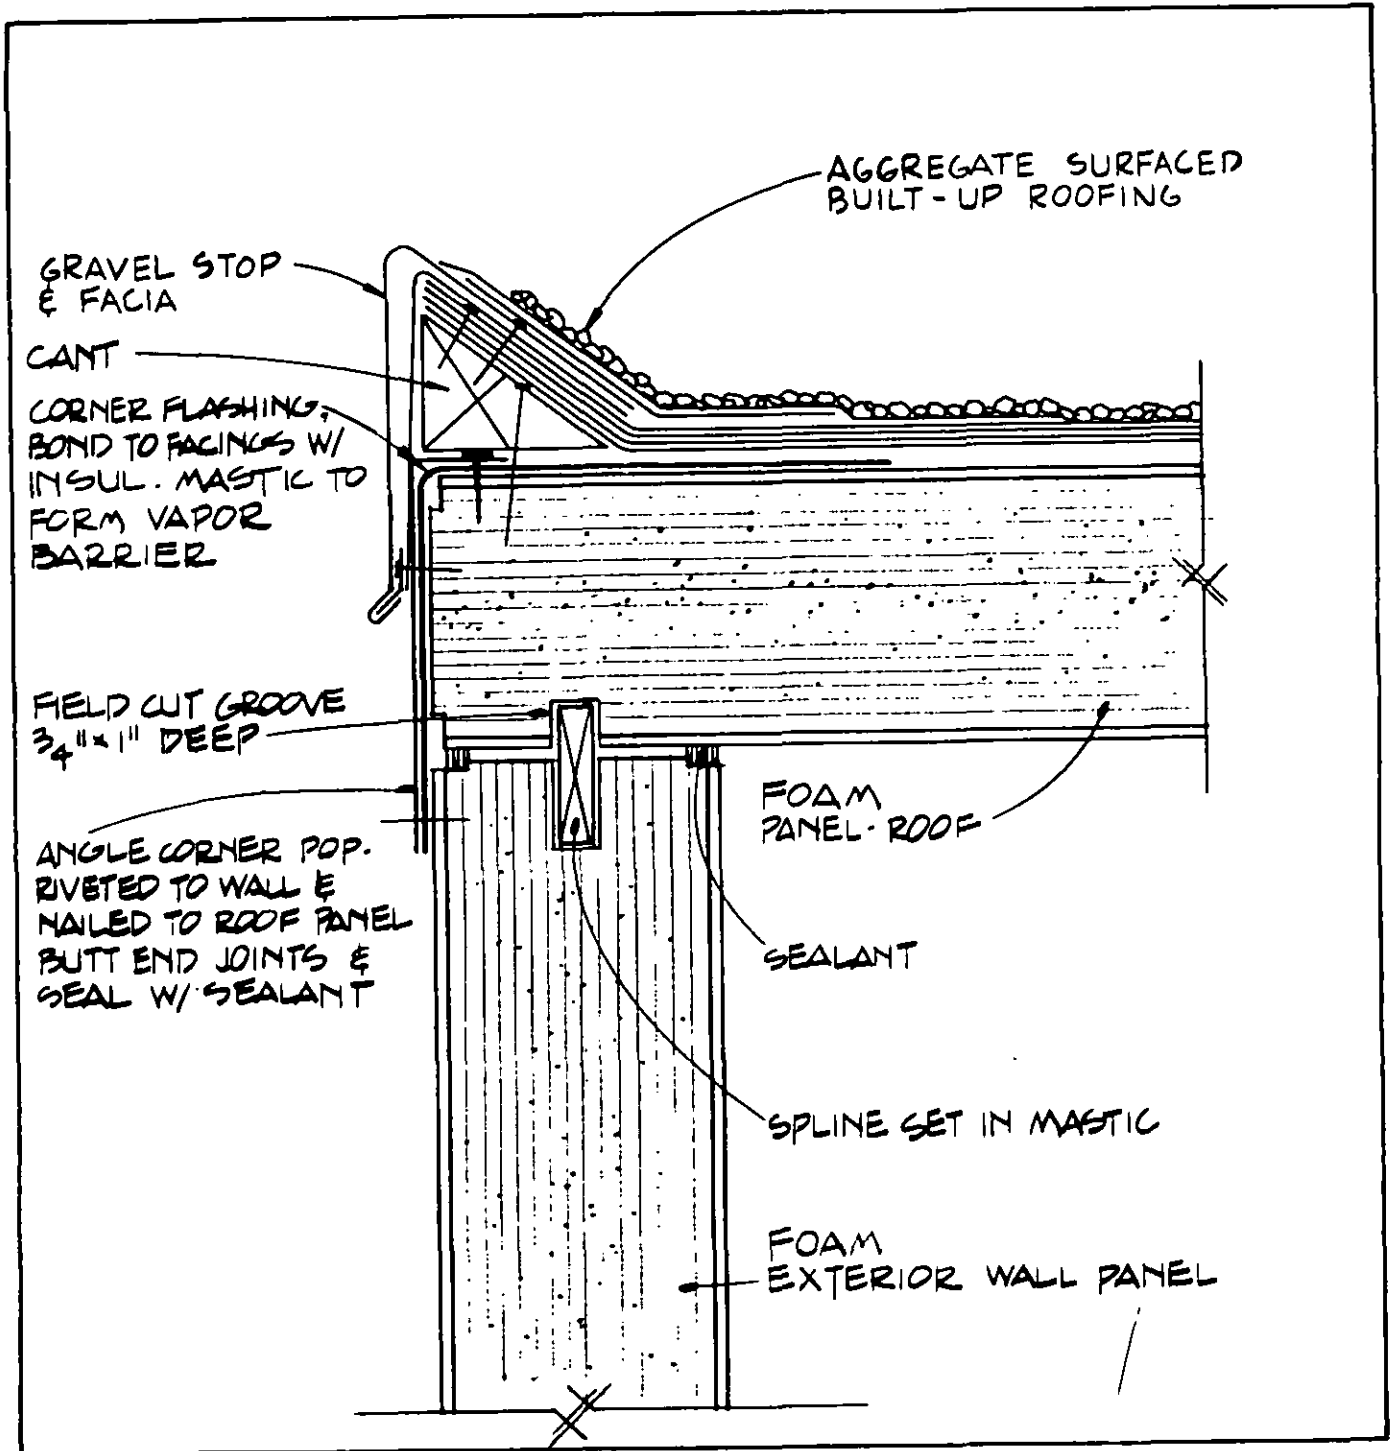 AGGREGATE SURFACED
BUILT-UP ROOFING
GRAVEL STOP
& FACIA
CANT
CORNER FLASHING,
BOND TO FACINGS W/
INSUL. MASTIC TO
FORM VAPOR
BARRIER
FIELD CUT GROOVE
3/4" x 1" DEEP
ANGLE CORNER POP.
RIVETED TO WALL &
NAILED TO ROOF PANEL
BUTT END JOINTS &
SEAL W/ SEALANT
FOAM
PANEL-ROOF
SEALANT
SPLINE SET IN MASTIC
FOAM
EXTERIOR WALL PANEL